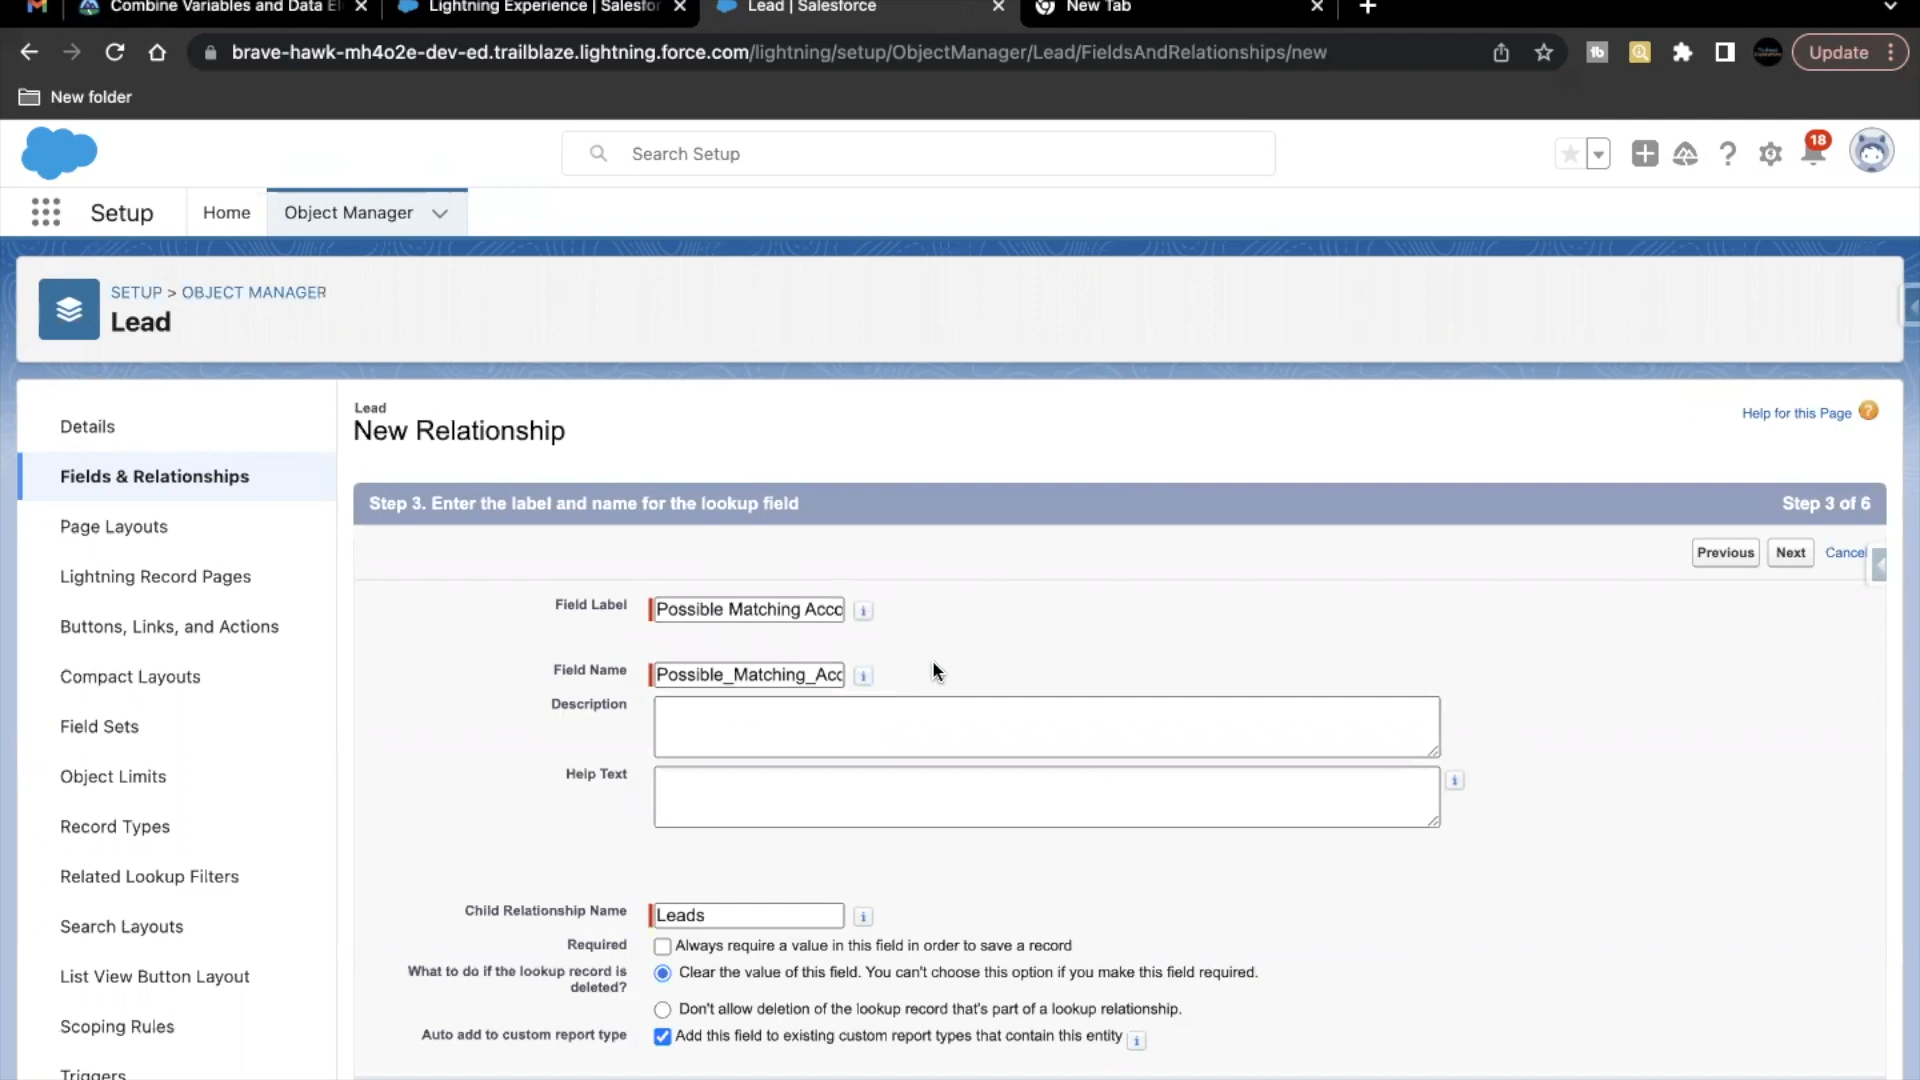 Combine Variables and Data El
Lightning Experience | Salesfor
Lead | Salesforce
New Tab
brave-hawk-mh4o2e-dev-ed.trailblaze.lightning.force.com/lightning/setup/ObjectManager/Lead/FieldsAndRelationships/new
Update
New folder
Search Setup
18
Setup
Home
Object Manager
SETUP > OBJECT MANAGER
Lead
Details
Fields & Relationships
Page Layouts
Lightning Record Pages
Buttons, Links, and Actions
Compact Layouts
Field Sets
Object Limits
Record Types
Related Lookup Filters
Search Layouts
List View Button Layout
Scoping Rules
Triggers
Lead
New Relationship
Help for this Page
Step 3. Enter the label and name for the lookup field
Step 3 of 6
Previous
Next
Cancel
Field Label
Possible Matching Acco
Field Name
Possible_Matching_Acc
Description
Help Text
Child Relationship Name
Leads
Required
Always require a value in this field in order to save a record
What to do if the lookup record is
deleted?
Clear the value of this field. You can't choose this option if you make this field required.
Don't allow deletion of the lookup record that's part of a lookup relationship.
Auto add to custom report type
Add this field to existing custom report types that contain this entity